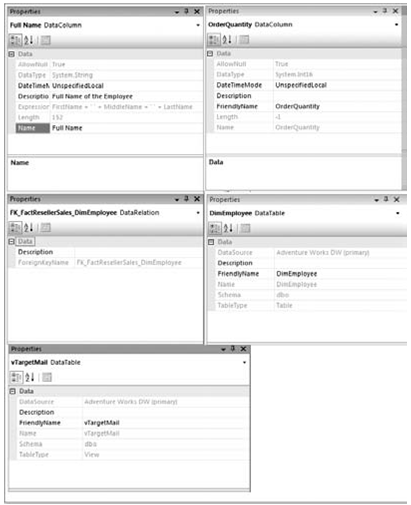 Properties
Full Name DataColumn
Data
AllowNull True
DataType System.String
DateTimeM UnspecifiedLocal
Descriptio Full Name of the Employee
Expression FirstName + ' ' + MiddleName + ' ' + LastName
Length 152
Name Full Name
Name
Properties
OrderQuantity DataColumn
Data
AllowNull True
DataType System.Int16
DateTimeMode UnspecifiedLocal
Description
FriendlyName OrderQuantity
Length -1
Name OrderQuantity
Data
Properties
FK_FactResellerSales_DimEmployee DataRelation
Data
Description
ForeignKeyName FK_FactResellerSales_DimEmployee
Properties
DimEmployee DataTable
Data
DataSource Adventure Works DW (primary)
Description
FriendlyName DimEmployee
Name DimEmployee
Schema dbo
TableType Table
Properties
vTargetMail DataTable
Data
DataSource Adventure Works DW (primary)
Description
FriendlyName vTargetMail
Name vTargetMail
Schema dbo
TableType View